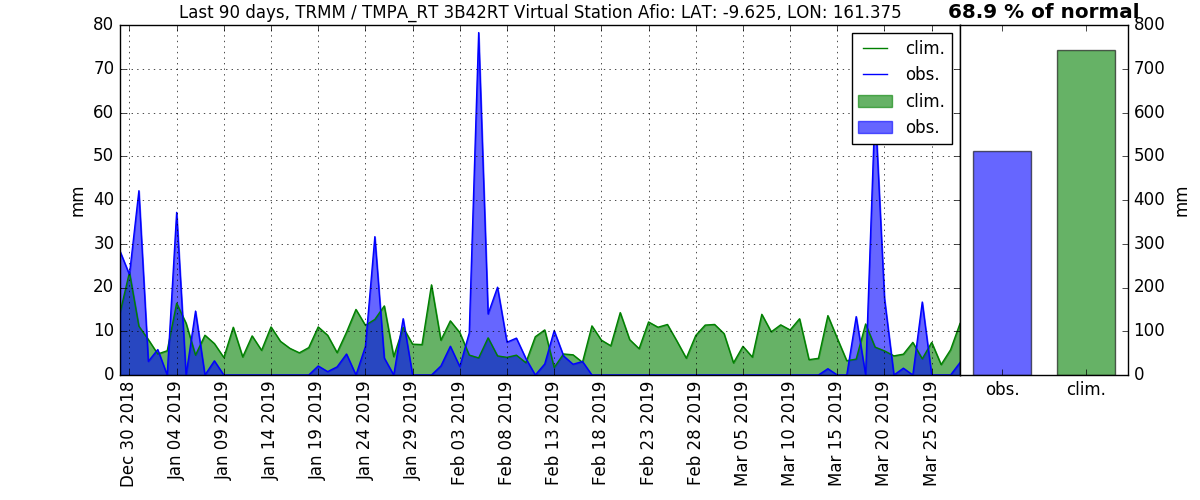 Last 90 days, TRMM / TMPA_RT 3B42RT Virtual Station Afio: LAT: -9.625, LON: 161.375
68.9 % of normal
clim.
obs.
clim.
obs.
80
70
60
50
40
30
20
10
0
mm
Dec 30 2018
Jan 04 2019
Jan 09 2019
Jan 14 2019
Jan 19 2019
Jan 24 2019
Jan 29 2019
Feb 03 2019
Feb 08 2019
Feb 13 2019
Feb 18 2019
Feb 23 2019
Feb 28 2019
Mar 05 2019
Mar 10 2019
Mar 15 2019
Mar 20 2019
Mar 25 2019
800
700
600
500
400
300
200
100
0
mm
obs.
clim.